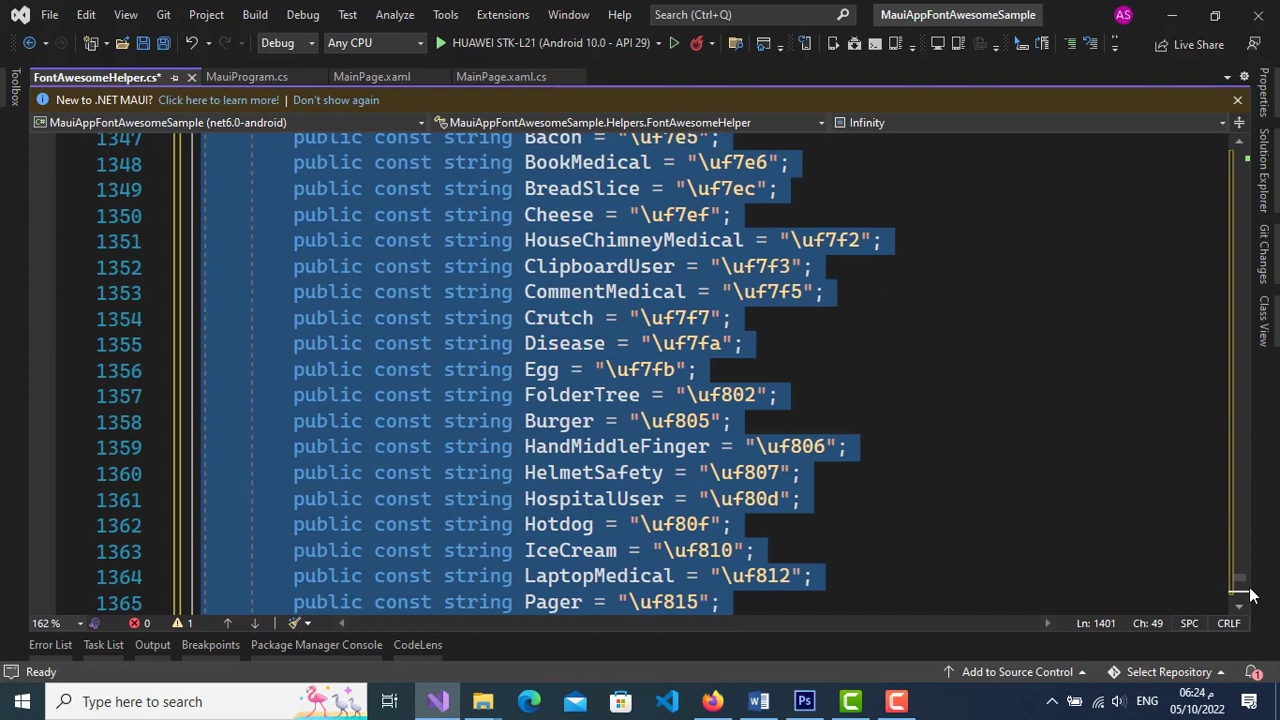 File Edit View Git Project Build Debug Test Analyze Tools Extensions Window Help Search (Ctrl+Q) MauiAppFontAwesomeSample AS
Debug Any CPU HUAWEI STK-L21 (Android 10.0 - API 29) Live Share
FontAwesomeHelper.cs* MauiProgram.cs MainPage.xaml MainPage.xaml.cs
New to .NET MAUI? Click here to learn more! Don't show again
MauiAppFontAwesomeSample (net6.0-android) MauiAppFontAwesomeSample.Helpers.FontAwesomeHelper Infinity
1347 public const string Bacon = "\uf7e5";
1348 public const string BookMedical = "\uf7e6";
1349 public const string BreadSlice = "\uf7ec";
1350 public const string Cheese = "\uf7ef";
1351 public const string HouseChimneyMedical = "\uf7f2";
1352 public const string ClipboardUser = "\uf7f3";
1353 public const string CommentMedical = "\uf7f5";
1354 public const string Crutch = "\uf7f7";
1355 public const string Disease = "\uf7fa";
1356 public const string Egg = "\uf7fb";
1357 public const string FolderTree = "\uf802";
1358 public const string Burger = "\uf805";
1359 public const string HandMiddleFinger = "\uf806";
1360 public const string HelmetSafety = "\uf807";
1361 public const string HospitalUser = "\uf80d";
1362 public const string Hotdog = "\uf80f";
1363 public const string IceCream = "\uf810";
1364 public const string LaptopMedical = "\uf812";
1365 public const string Pager = "\uf815";
162 % 0 1 Ln: 1401 Ch: 49 SPC CRLF
Error List Task List Output Breakpoints Package Manager Console CodeLens
Ready Add to Source Control Select Repository 1
Type here to search ENG 06:24 م
05/10/2022
Toolbox
Properties
Solution Explorer
Git Changes
Class View